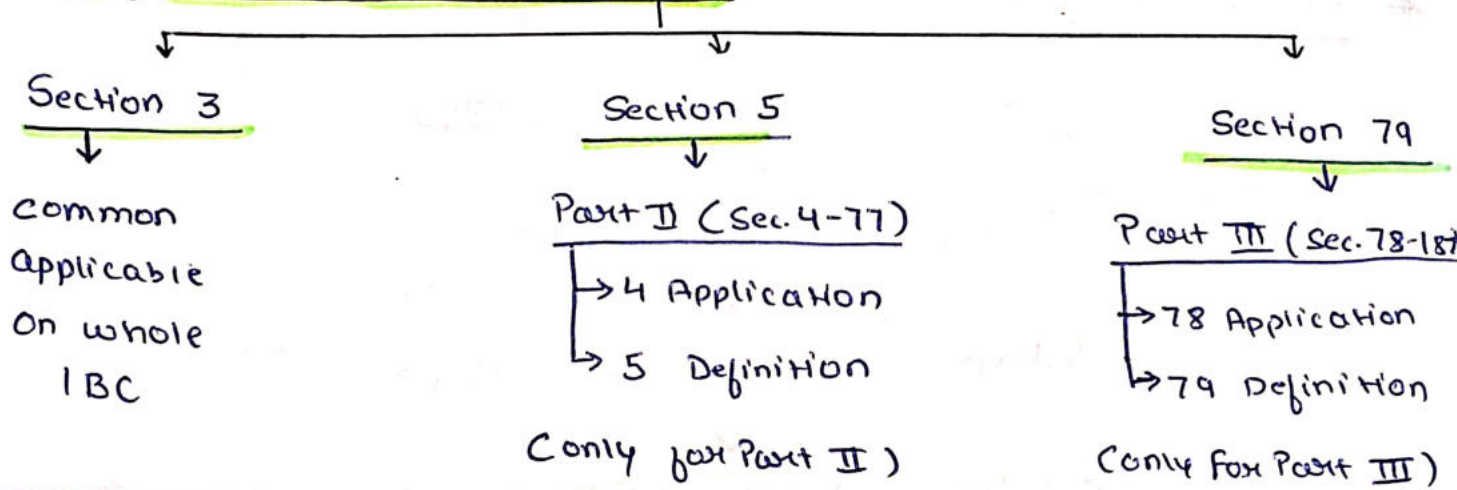 Section 3
common
Applicable
On whole
IBC
Section 5
Part II (Sec. 4-77)
4 Application
5 Definition
(only for Part II)
Section 79
Part III (Sec. 78-187
78 Application
79 Definition
(only For Part III)